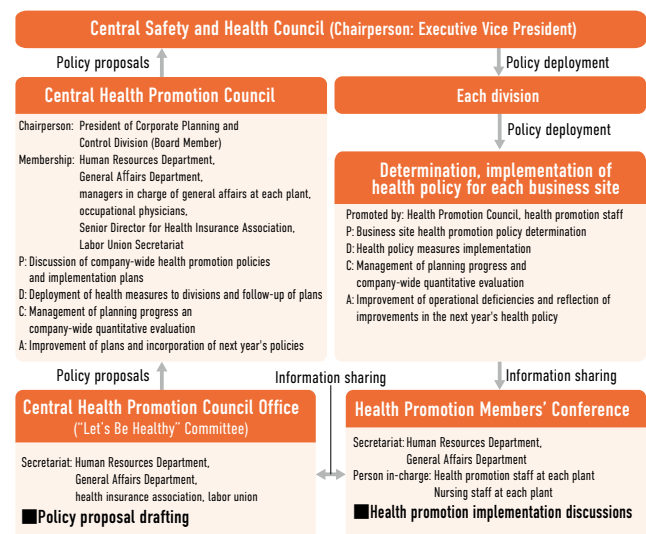 Central Safety and Health Council (Chairperson: Executive Vice President)
Policy proposals
Policy deployment
Central Health Promotion Council
Chairperson: President of Corporate Planning and
Control Division (Board Member)
Membership: Human Resources Department,
General Affairs Department,
managers in charge of general affairs at each plant,
occupational physicians,
Senior Director for Health Insurance Association,
Labor Union Secretariat
P: Discussion of company-wide health promotion policies
and implementation plans
D: Deployment of health measures to divisions and follow-up of plans
C: Management of planning progress an
company-wide quantitative evaluation
A: Improvement of plans and incorporation of next year's policies
Each division
Policy deployment
Determination, implementation of
health policy for each business site
Promoted by: Health Promotion Council, health promotion staff
P: Business site health promotion policy determination
D: Health policy measures implementation
C: Management of planning progress and
company-wide quantitative evaluation
A: Improvement of operational deficiencies and reflection of
improvements in the next year's health policy
Policy proposals
Information sharing
Information sharing
Central Health Promotion Council Office
("Let's Be Healthy" Committee)
Secretariat: Human Resources Department,
General Affairs Department,
health insurance association, labor union
■Policy proposal drafting
Health Promotion Members' Conference
Secretariat: Human Resources Department,
General Affairs Department
Person in-charge: Health promotion staff at each plant
Nursing staff at each plant
■Health promotion implementation discussions